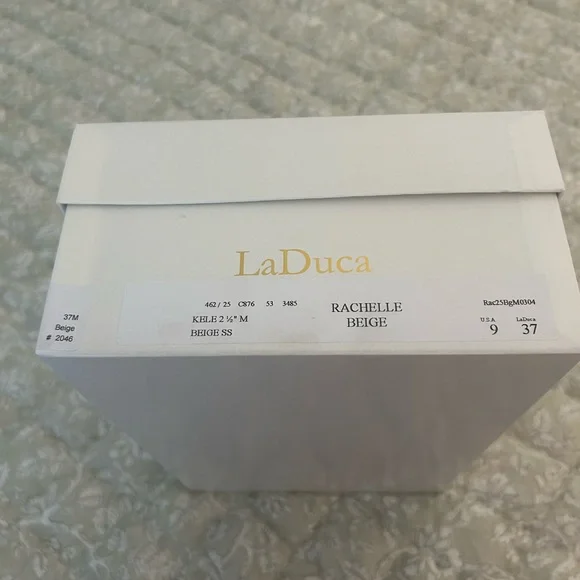 LaDuca
37M
Beige
# 2046
462 / 25 C876 53 3485
KELE 2 ½" M
BEIGE SS
RACHELLE
BEIGE
Rac25BgM0304
U.S.A LaDuca
9 37